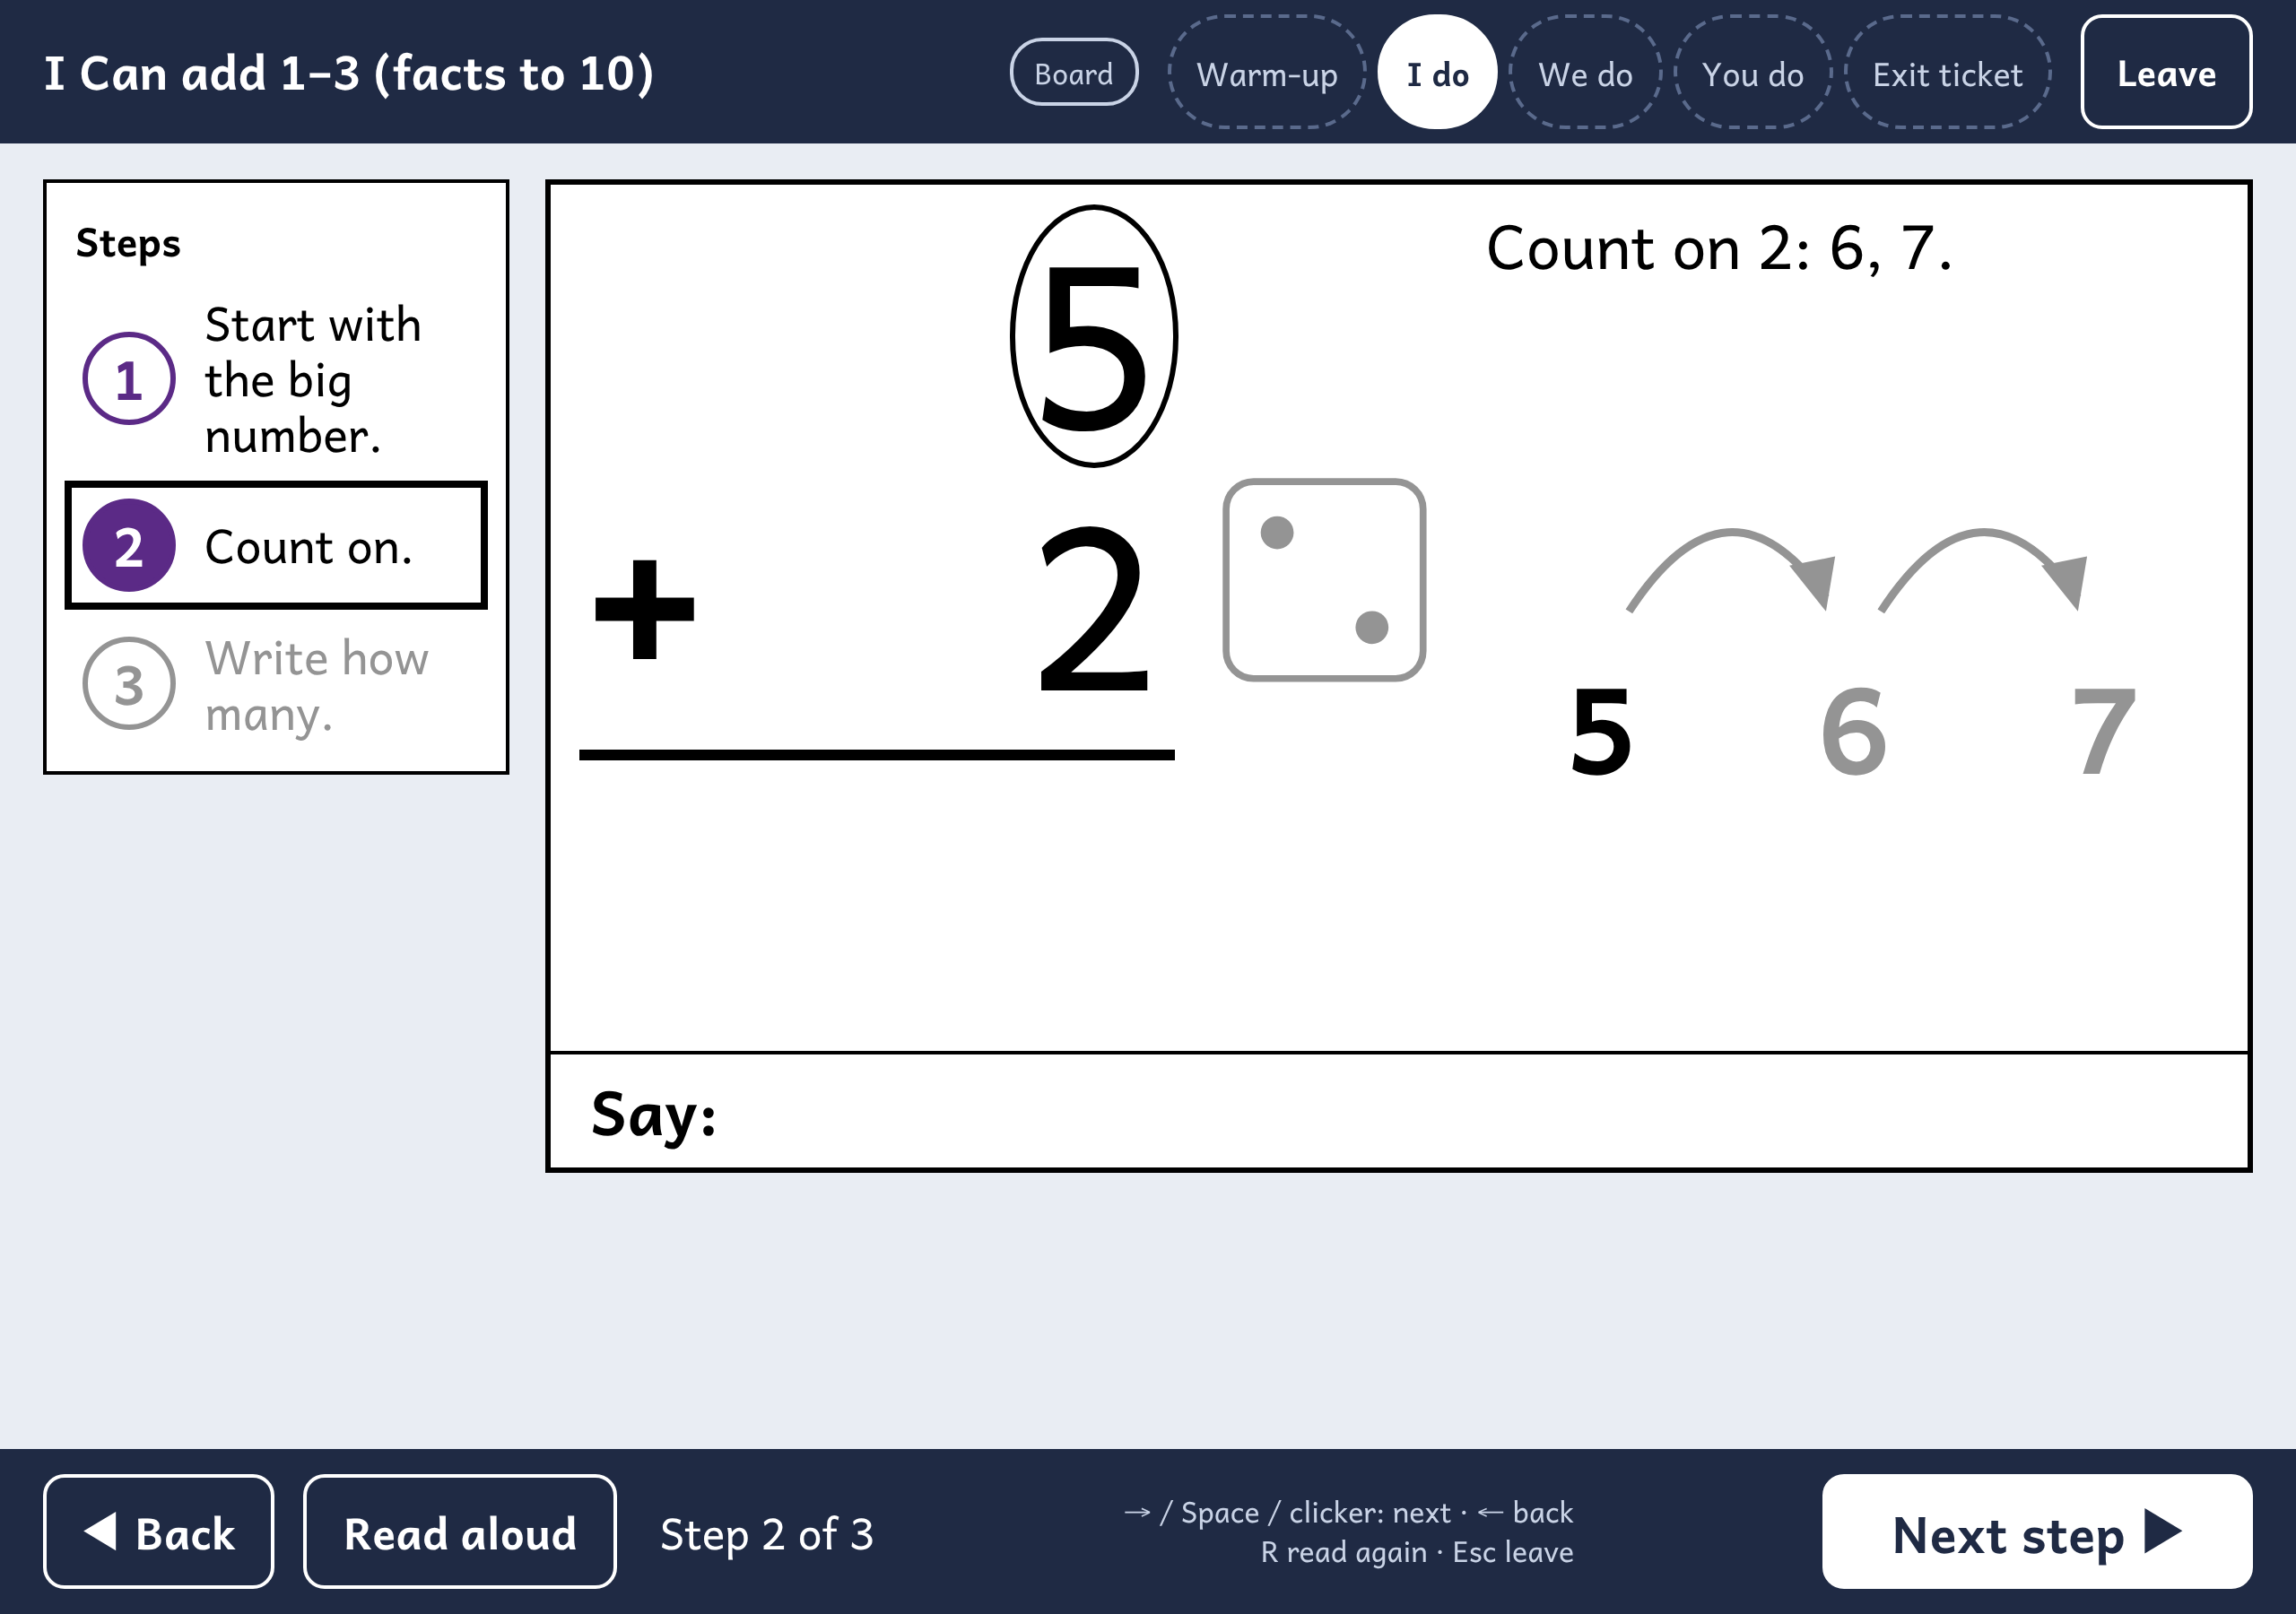 I Can add 1–3 (facts to 10)
Board
Warm-up
I do
We do
You do
Exit ticket
Leave
Steps
1
Start with
the big
number.
2
Count on.
3
Write how
many.
5
+ 2
Count on 2: 6, 7.
5 6 7
Say:
◀ Back
Read aloud
Step 2 of 3
→ / Space / clicker: next · ← back
R read again · Esc leave
Next step ▶